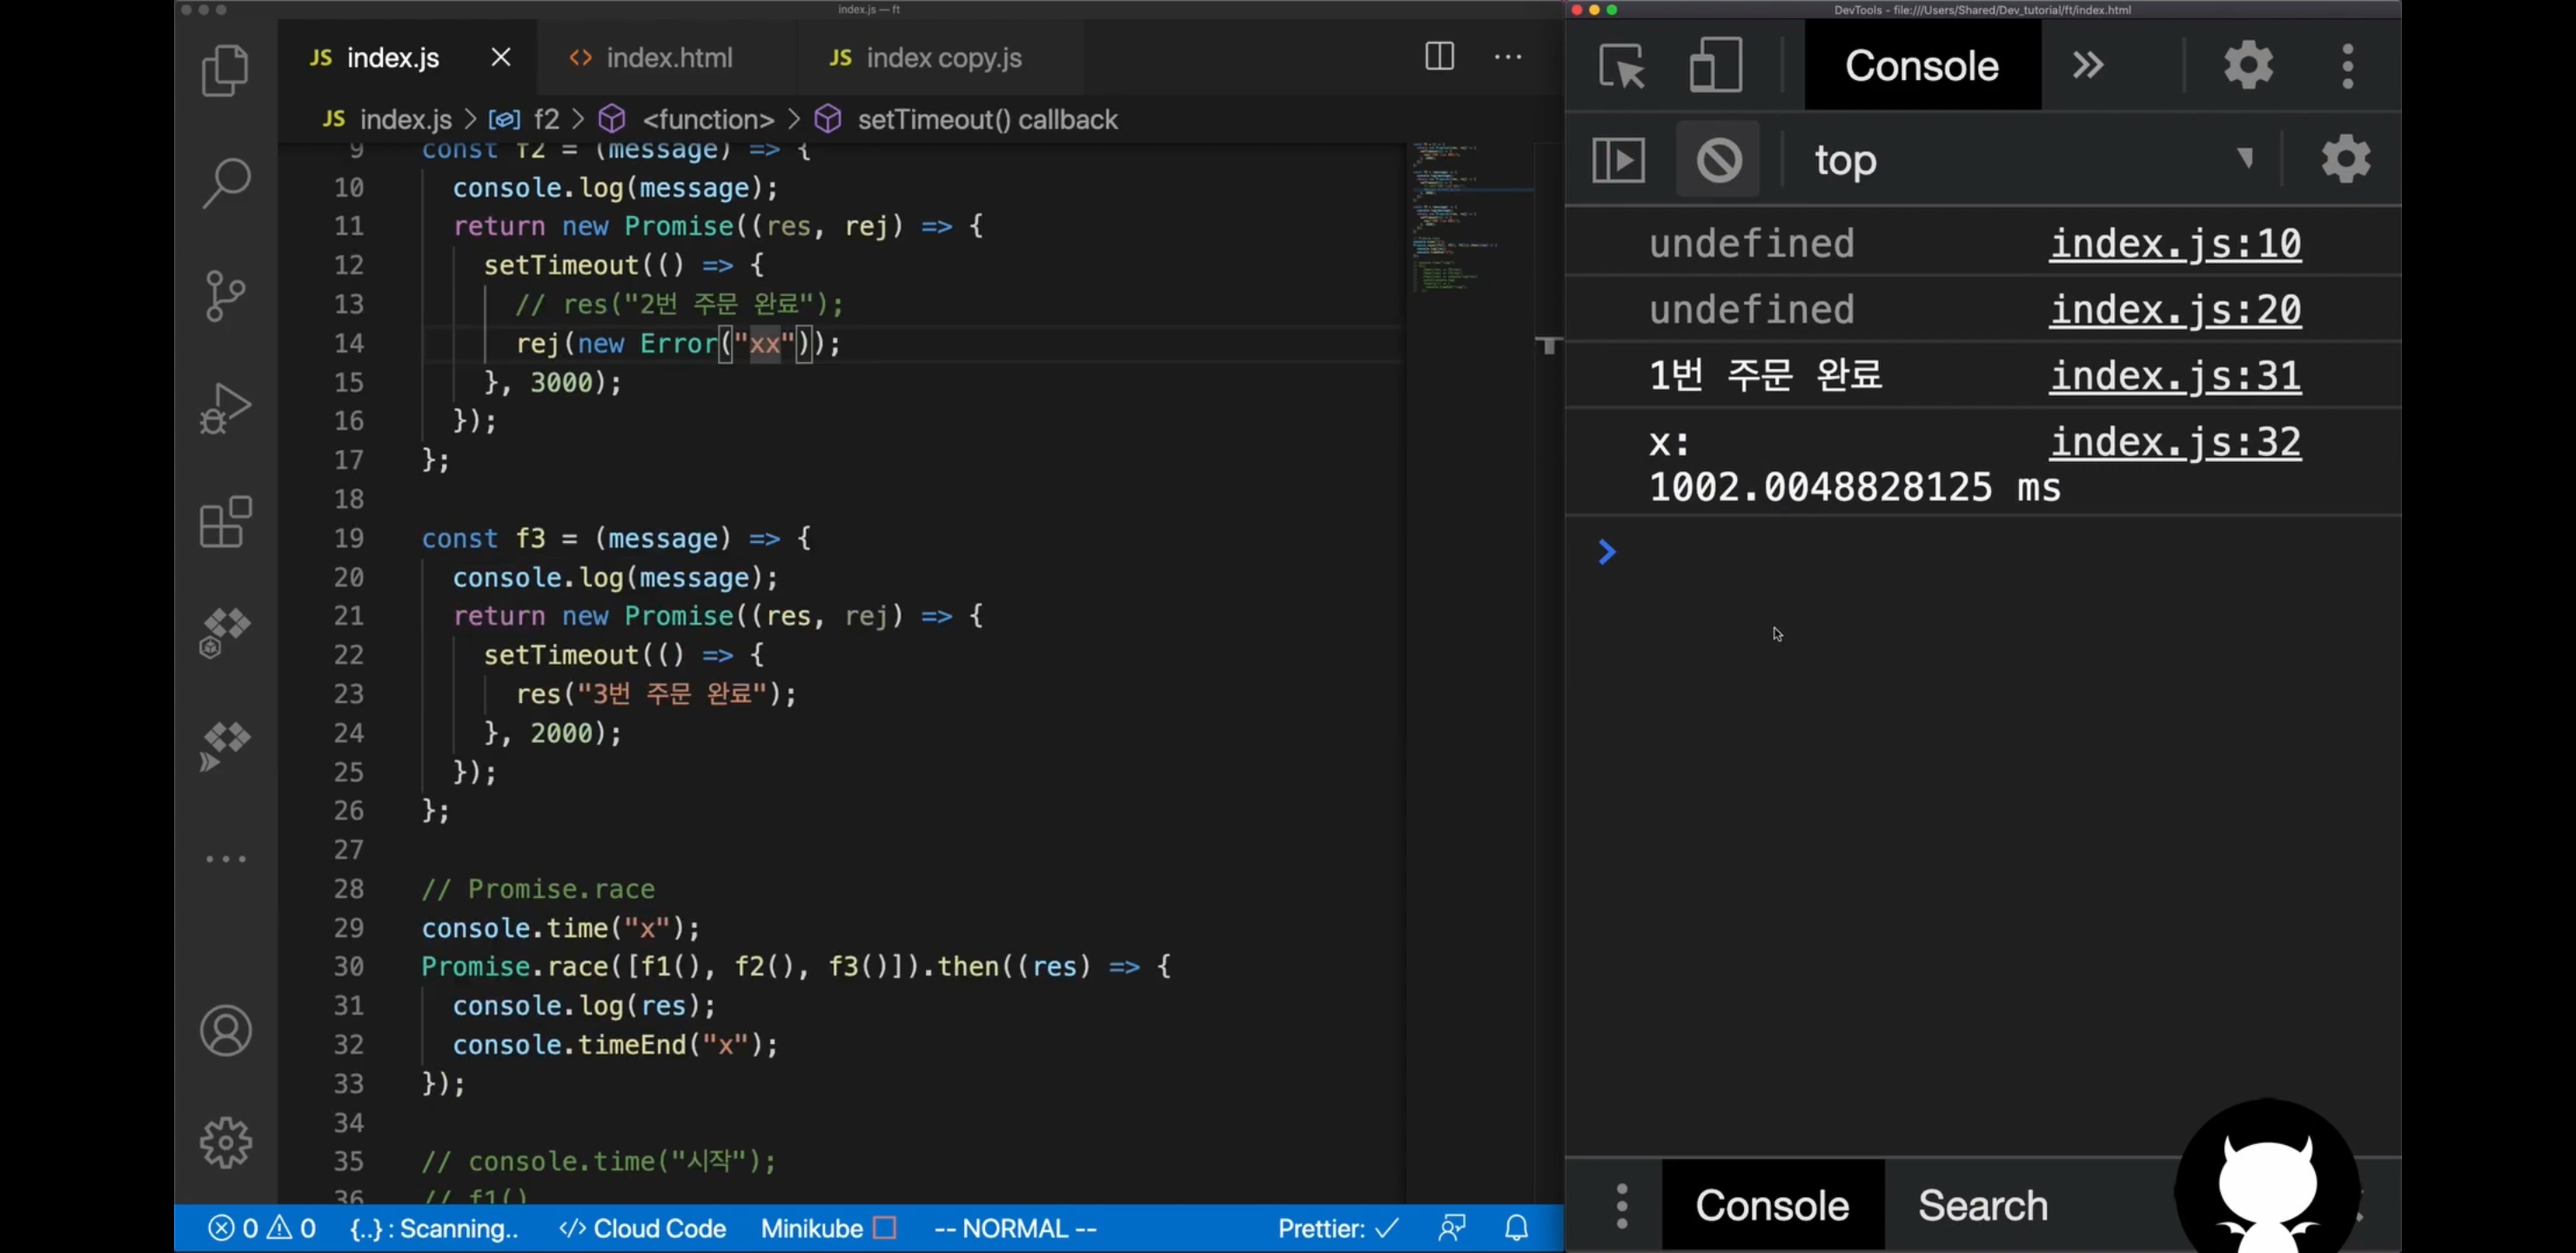 index.js — ft
JS index.js
<> index.html
JS index copy.js
JS index.js > f2 > <function> > setTimeout() callback
9 const f2 = (message) => {
10 console.log(message);
11 return new Promise((res, rej) => {
12 setTimeout(() => {
13 // res("2번 주문 완료");
14 rej(new Error("xx"));
15 }, 3000);
16 });
17 };
18
19 const f3 = (message) => {
20 console.log(message);
21 return new Promise((res, rej) => {
22 setTimeout(() => {
23 res("3번 주문 완료");
24 }, 2000);
25 });
26 };
27
28 // Promise.race
29 console.time("x");
30 Promise.race([f1(), f2(), f3()]).then((res) => {
31 console.log(res);
32 console.timeEnd("x");
33 });
34
35 // console.time("시작");
36 // f1()
0 0 {..} : Scanning.. </> Cloud Code Minikube -- NORMAL -- Prettier: ✓
DevTools - file:///Users/Shared/Dev_tutorial/ft/index.html
Console
top
undefined index.js:10
undefined index.js:20
1번 주문 완료 index.js:31
x: index.js:32
1002.0048828125 ms
Console Search